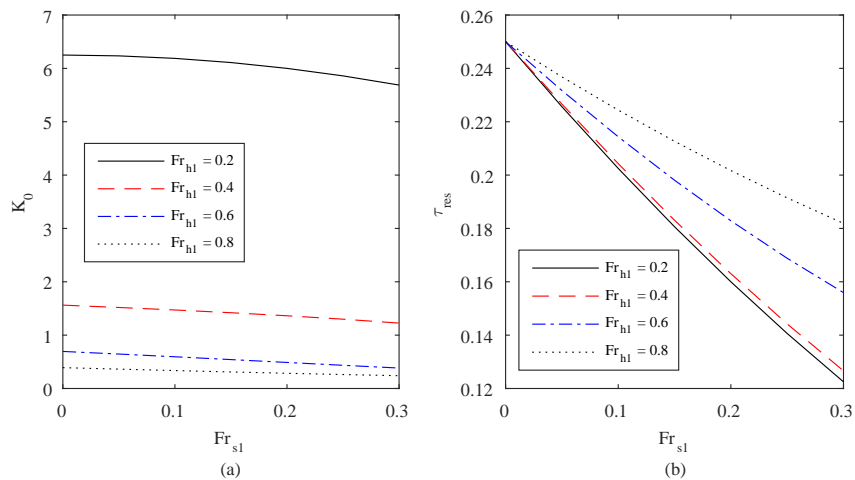 7
6
5
4
3
2
1
0
K0
Frh1 = 0.2
Frh1 = 0.4
Frh1 = 0.6
Frh1 = 0.8
0 0.1 0.2 0.3
Frs1
(a)
0.26
0.24
0.22
0.2
0.18
0.16
0.14
0.12
τres
Frh1 = 0.2
Frh1 = 0.4
Frh1 = 0.6
Frh1 = 0.8
0 0.1 0.2 0.3
Frs1
(b)